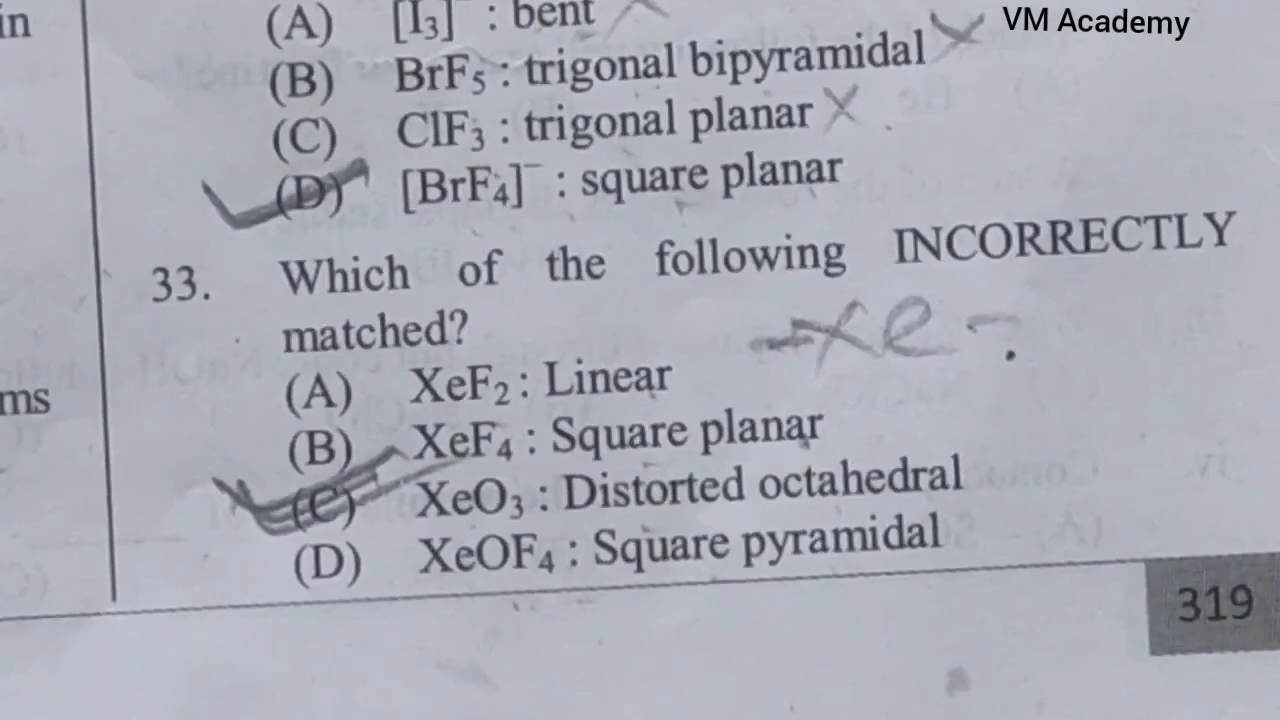 in
(A) [I₃]⁻ : bent
VM Academy
(B) BrF₅ : trigonal bipyramidal
(C) ClF₃ : trigonal planar
(D) [BrF₄]⁻ : square planar
33. Which of the following INCORRECTLY
matched?
Xe
(A) XeF₂ : Linear
ms
(B) XeF₄ : Square planar
(C) XeO₃ : Distorted octahedral
(D) XeOF₄ : Square pyramidal
319